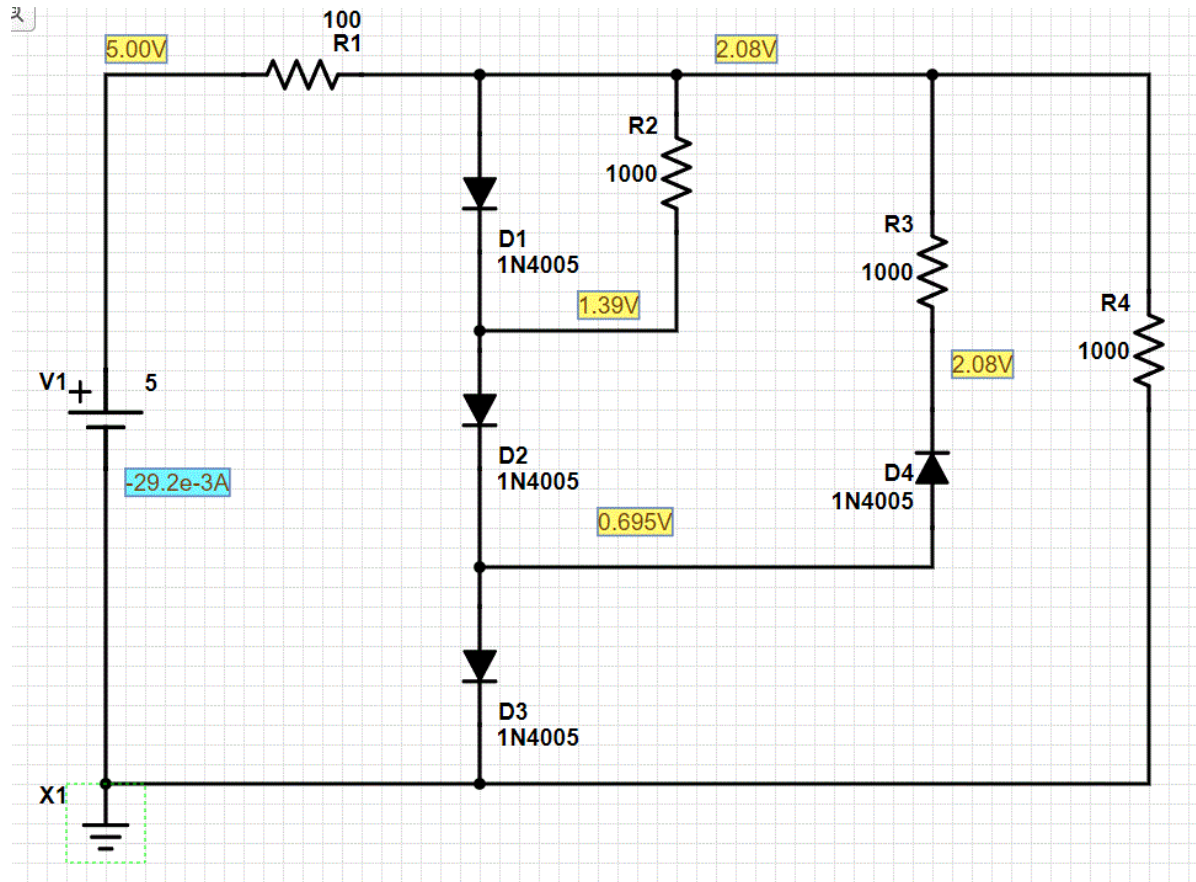 100
R1
5.00V
2.08V
R2
1000
D1
1N4005
R3
1000
1.39V
R4
1000
2.08V
V1
+
5
D2
1N4005
D4
1N4005
-29.2e-3A
0.695V
D3
1N4005
X1